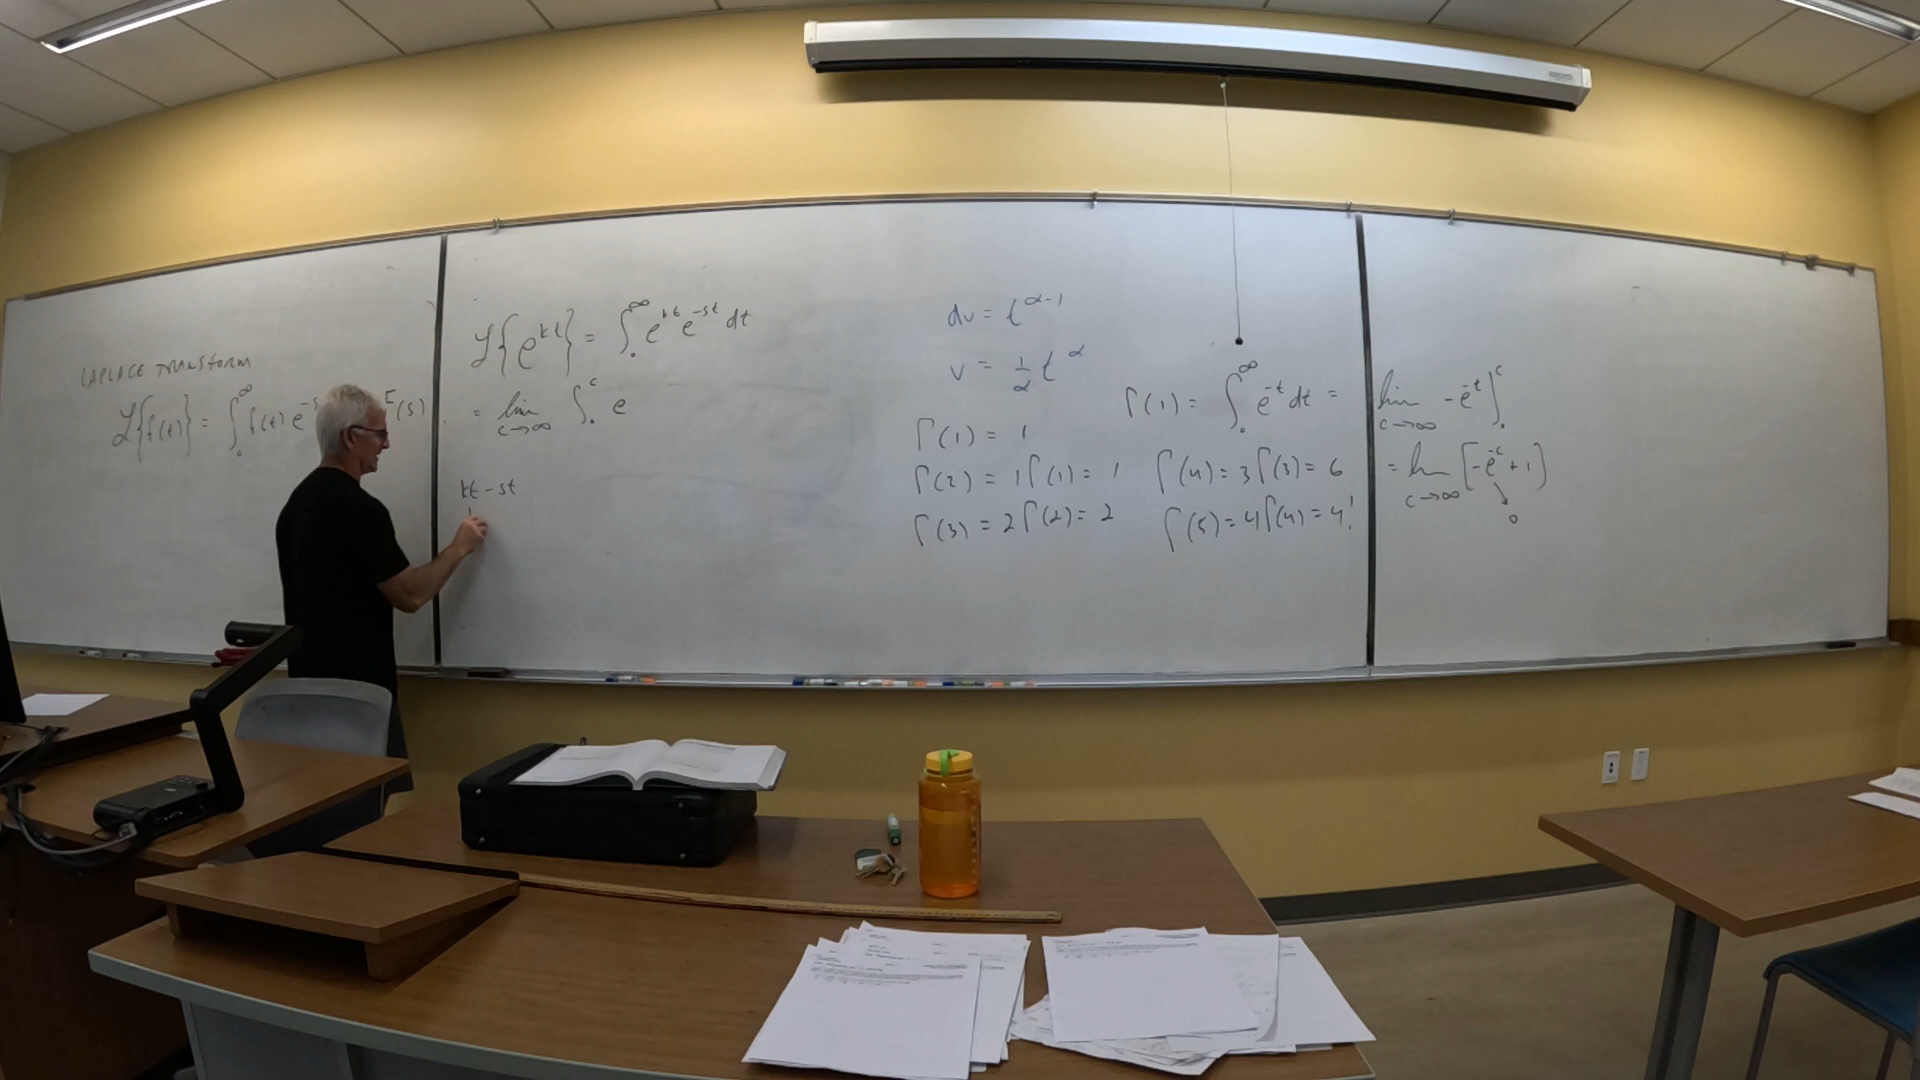 LAPLACE TRANSFORM
ℒ{f(t)} = ∫₀^∞ f(t) e^-s F(s)
ℒ{e^kt} = ∫₀^∞ e^kt e^-st dt
= lim c→∞ ∫₀^c e
kt - st
dv = t^α-1
v = 1/α t^α
Γ(1) = 1
Γ(2) = 1Γ(1) = 1
Γ(3) = 2Γ(2) = 2
Γ(1) = ∫₀^∞ e^-t dt = lim c→∞ -e^-t ]₀^c
= lim c→∞ [-e^-c + 1]
0
Γ(4) = 3Γ(3) = 6
Γ(5) = 4Γ(4) = 4!